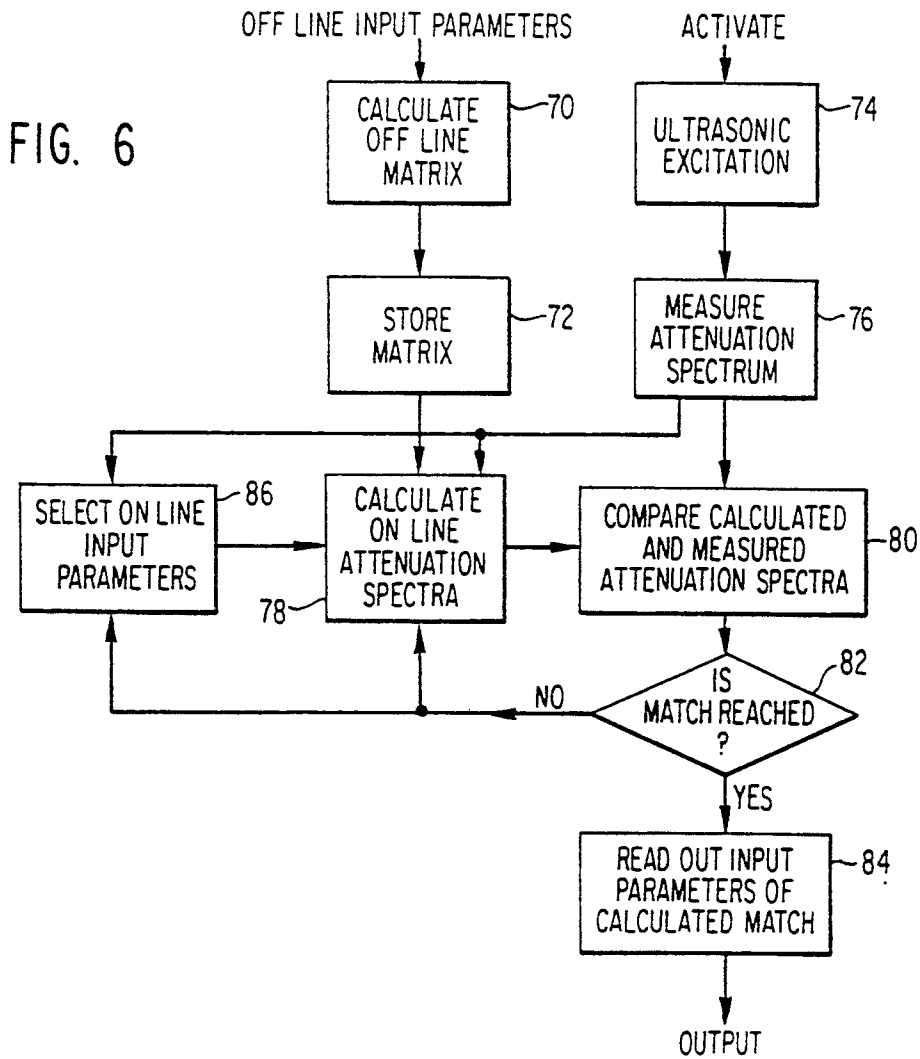 OFF LINE INPUT PARAMETERS
ACTIVATE
FIG. 6
CALCULATE
OFF LINE
MATRIX
70
ULTRASONIC
EXCITATION
74
STORE
MATRIX
72
MEASURE
ATTENUATION
SPECTRUM
76
SELECT ON LINE
INPUT
PARAMETERS
86
CALCULATE
ON LINE
ATTENUATION
SPECTRA
78
COMPARE CALCULATED
AND MEASURED
ATTENUATION SPECTRA
80
IS
MATCH REACHED
?
82
NO
YES
READ OUT INPUT
PARAMETERS OF
CALCULATED MATCH
84
OUTPUT